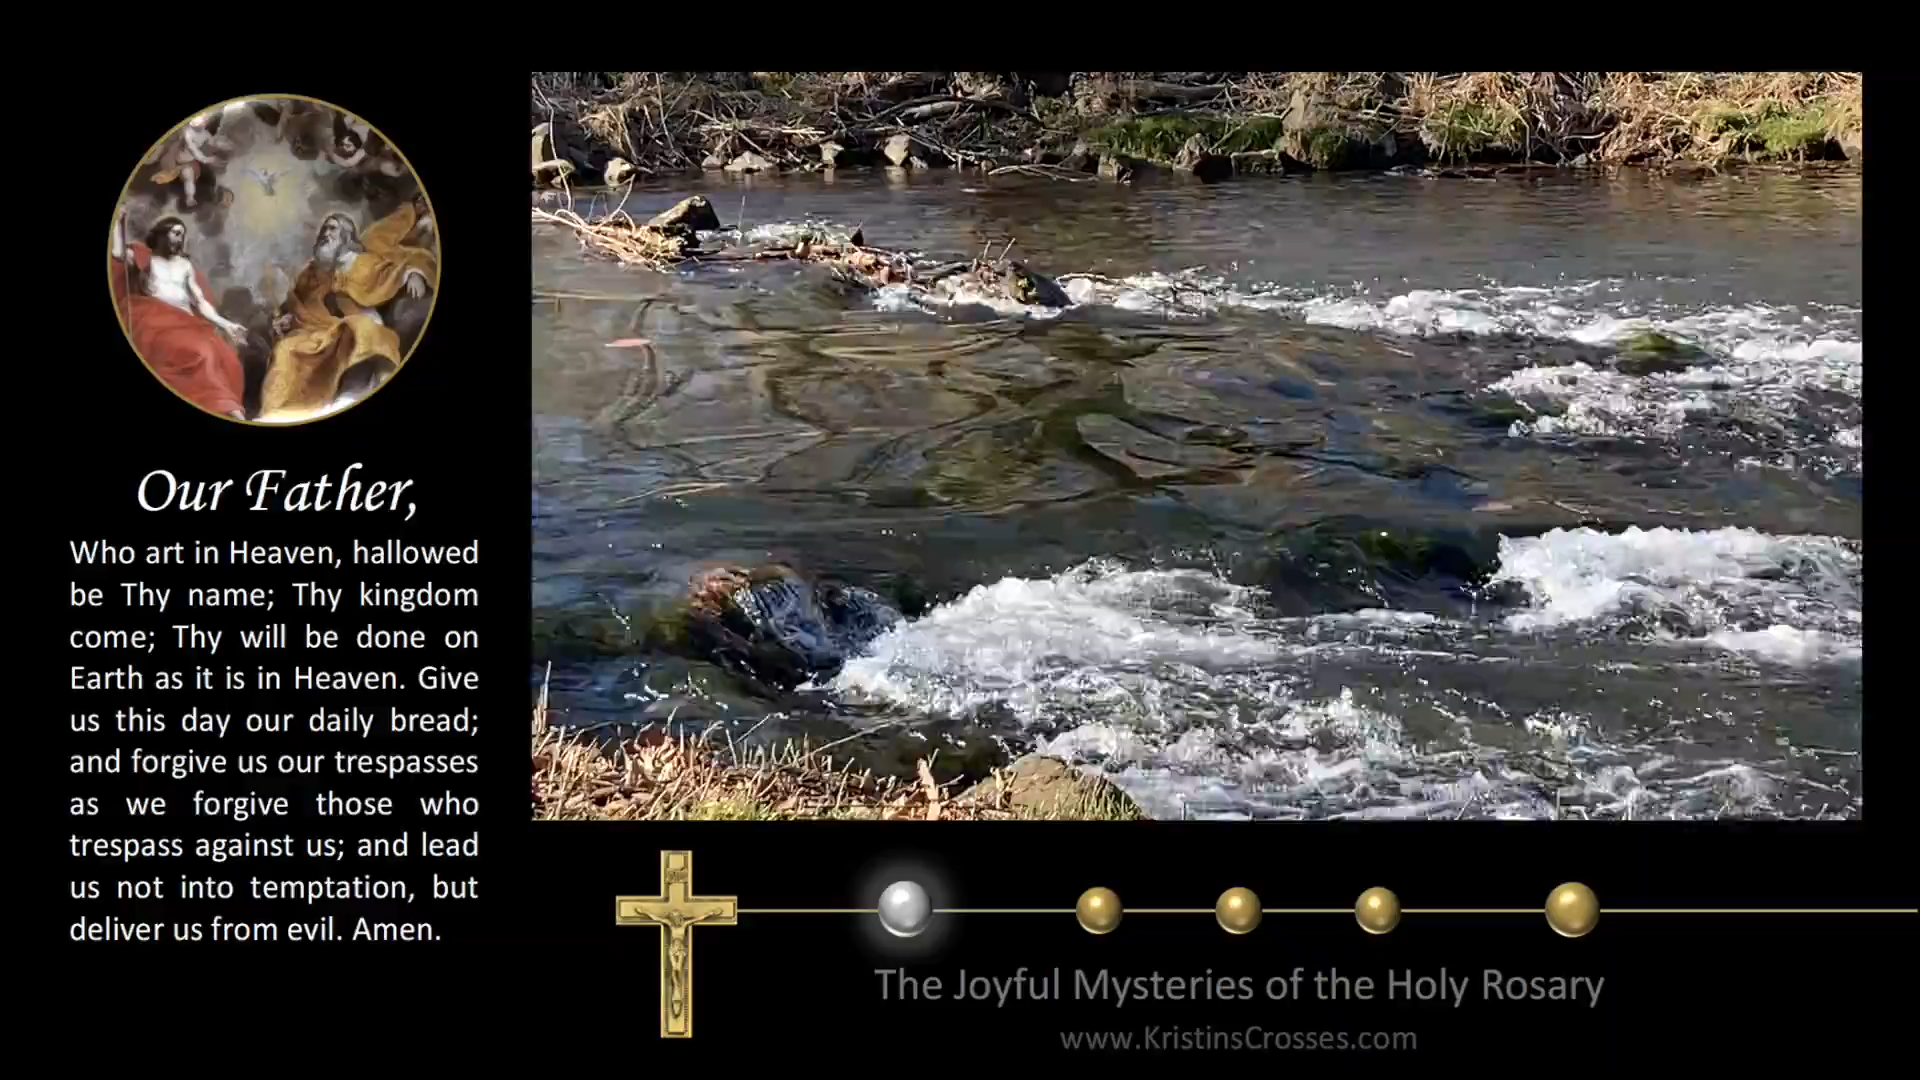 Our Father,
Who art in Heaven, hallowed
be Thy name; Thy kingdom
come; Thy will be done on
Earth as it is in Heaven. Give
us this day our daily bread;
and forgive us our trespasses
as we forgive those who
trespass against us; and lead
us not into temptation, but
deliver us from evil. Amen.
The Joyful Mysteries of the Holy Rosary
www.KristinsCrosses.com